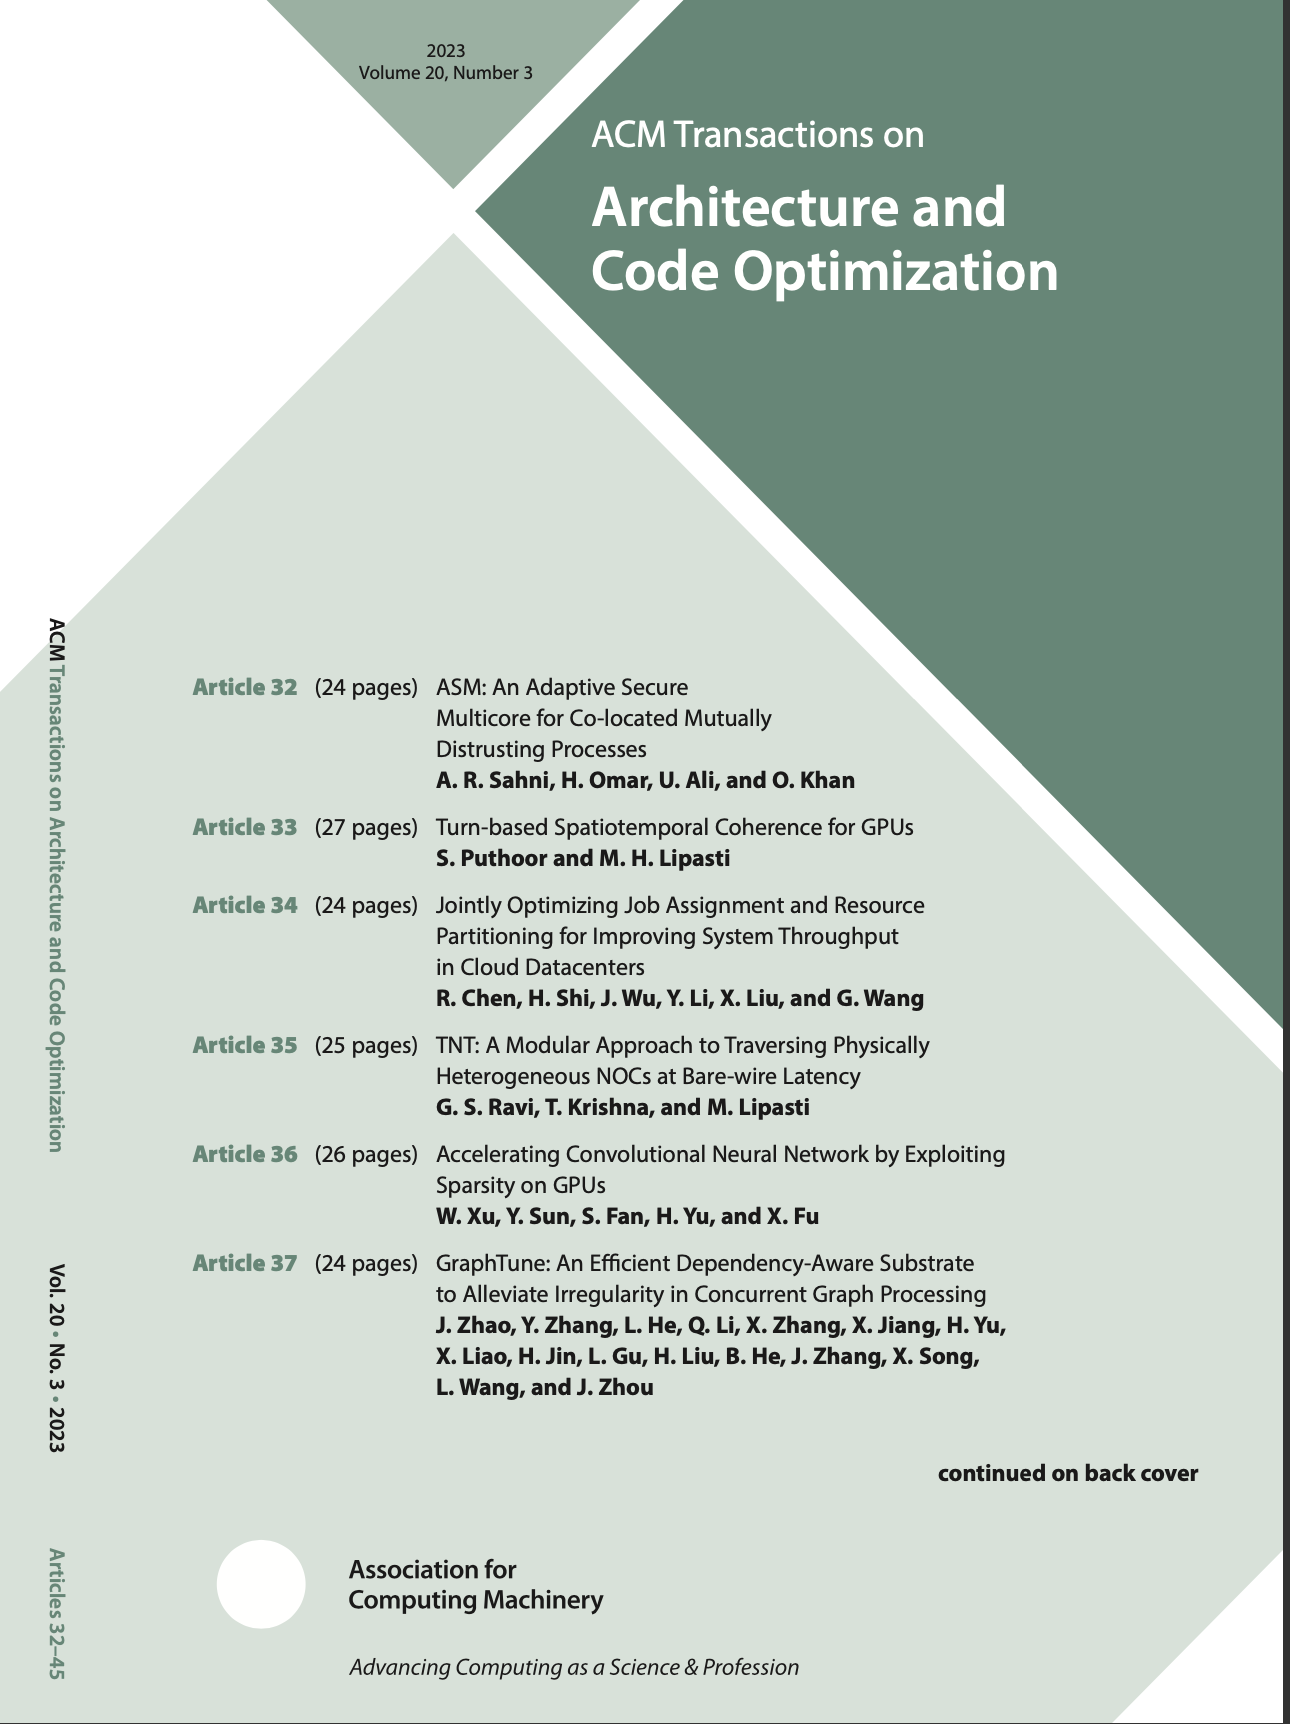 2023
Volume 20, Number 3
ACM Transactions on
Architecture and
Code Optimization
Article 32 (24 pages) ASM: An Adaptive Secure
Multicore for Co-located Mutually
Distrusting Processes
A. R. Sahni, H. Omar, U. Ali, and O. Khan
Article 33 (27 pages) Turn-based Spatiotemporal Coherence for GPUs
S. Puthoor and M. H. Lipasti
Article 34 (24 pages) Jointly Optimizing Job Assignment and Resource
Partitioning for Improving System Throughput
in Cloud Datacenters
R. Chen, H. Shi, J. Wu, Y. Li, X. Liu, and G. Wang
Article 35 (25 pages) TNT: A Modular Approach to Traversing Physically
Heterogeneous NOCs at Bare-wire Latency
G. S. Ravi, T. Krishna, and M. Lipasti
Article 36 (26 pages) Accelerating Convolutional Neural Network by Exploiting
Sparsity on GPUs
W. Xu, Y. Sun, S. Fan, H. Yu, and X. Fu
Article 37 (24 pages) GraphTune: An Efficient Dependency-Aware Substrate
to Alleviate Irregularity in Concurrent Graph Processing
J. Zhao, Y. Zhang, L. He, Q. Li, X. Zhang, X. Jiang, H. Yu,
X. Liao, H. Jin, L. Gu, H. Liu, B. He, J. Zhang, X. Song,
L. Wang, and J. Zhou
continued on back cover
Association for
Computing Machinery
Advancing Computing as a Science & Profession
ACM Transactions on Architecture and Code Optimization Vol. 20 • No. 3 • 2023 Articles 32–45